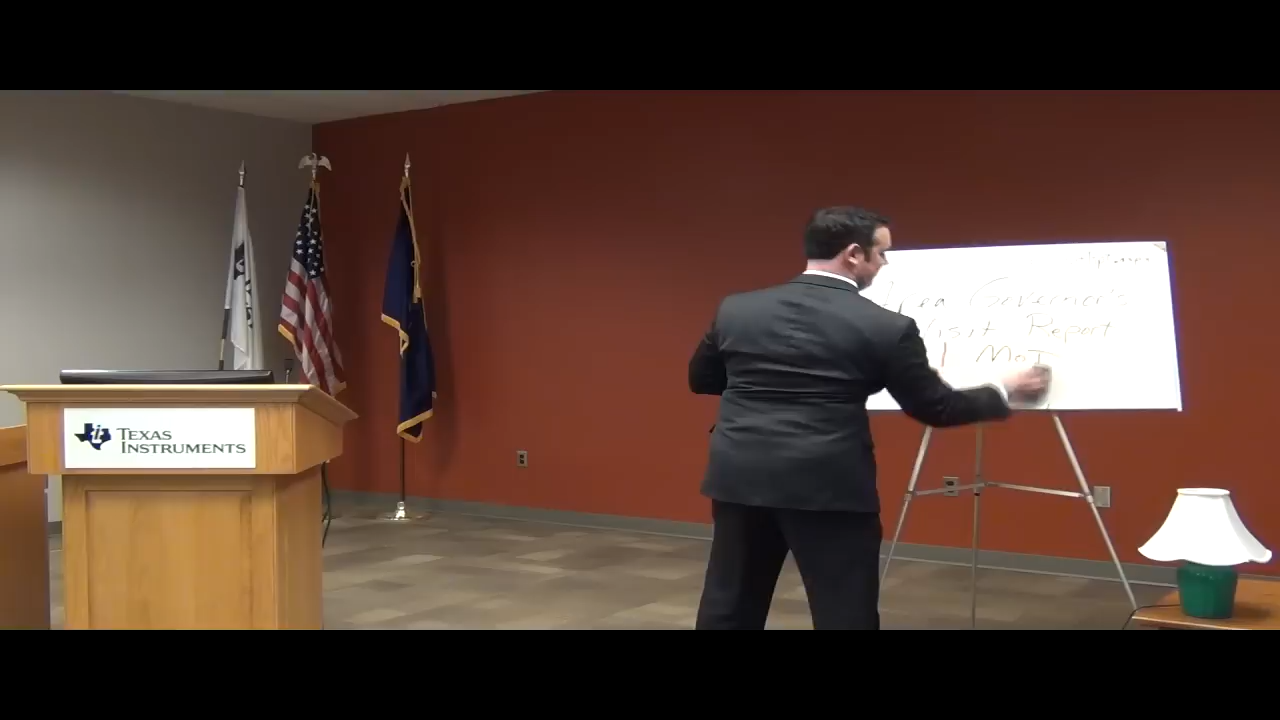 TEXAS
INSTRUMENTS
Area Governor's
Visit Report
MoT